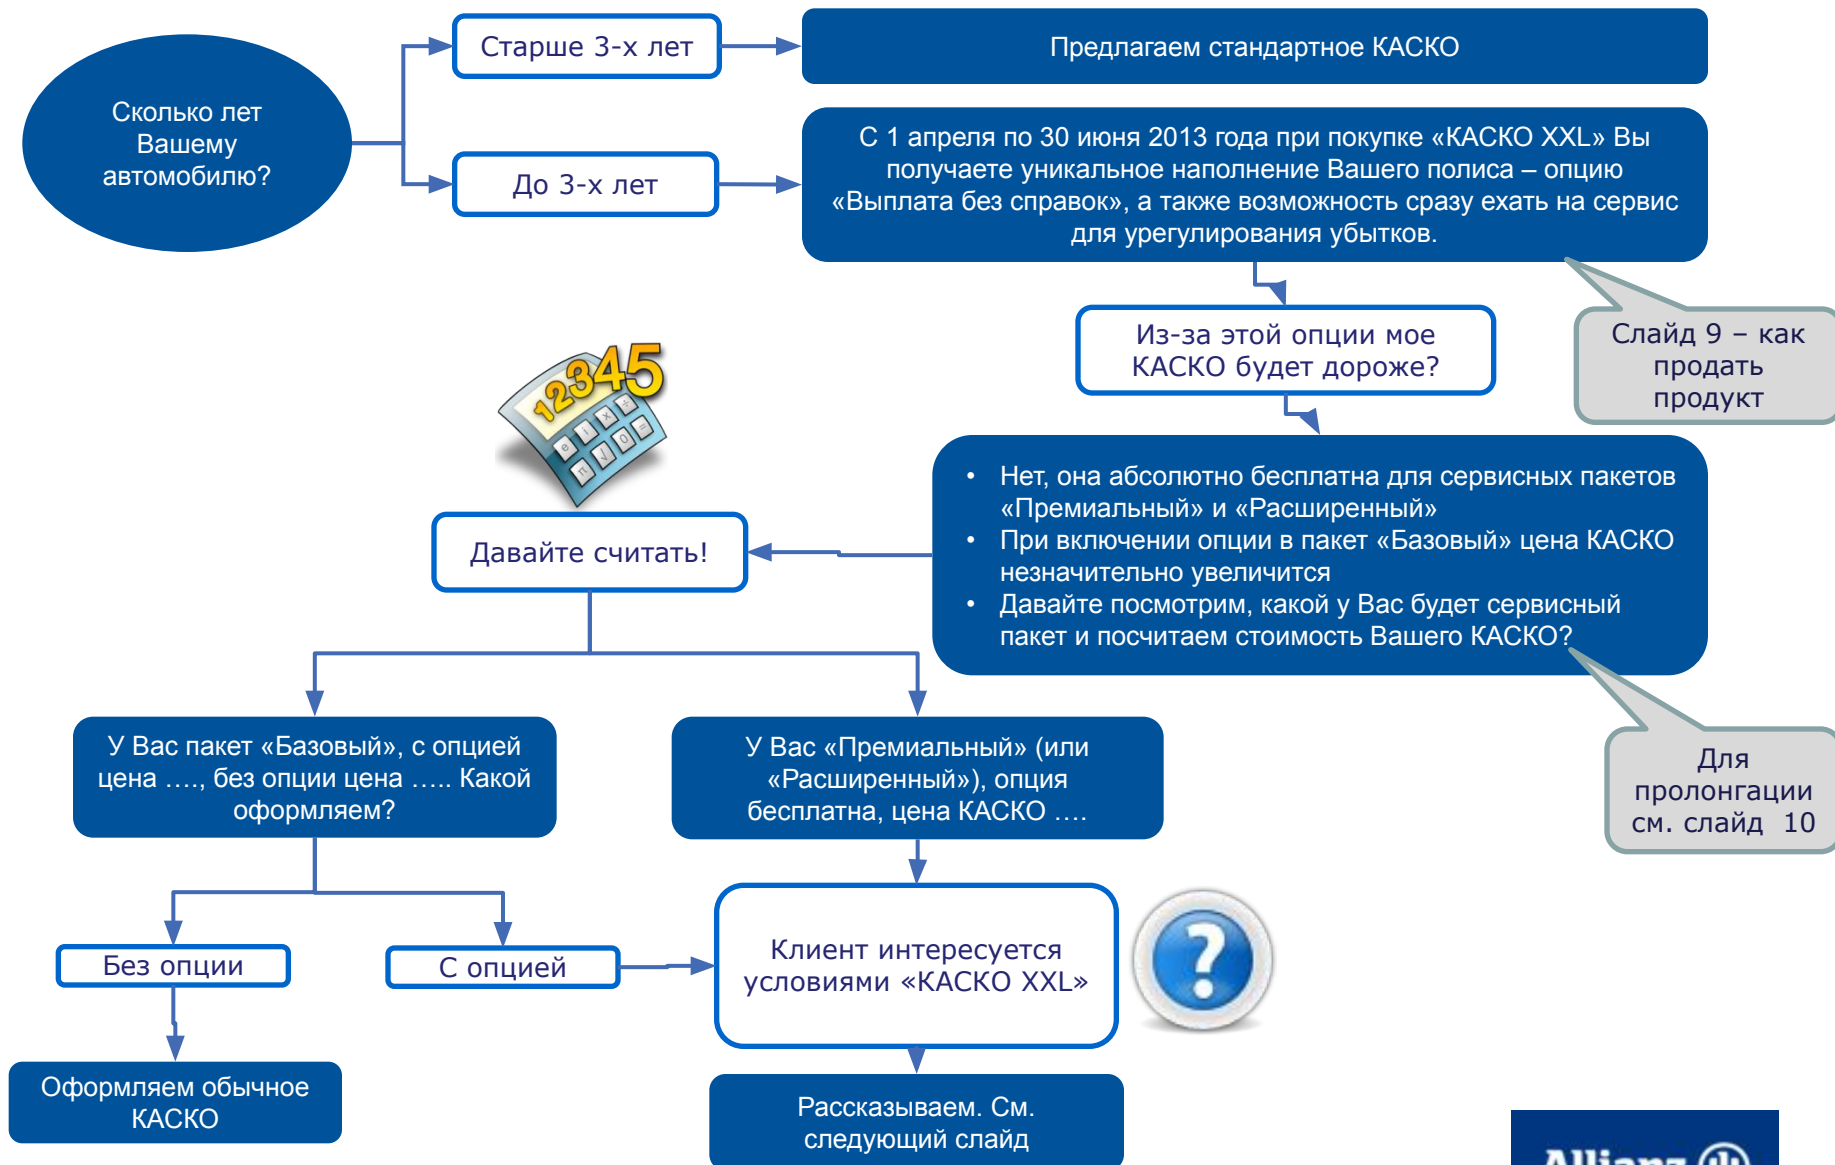 Сколько лет
Вашему
автомобилю?
Старше 3-х лет
Предлагаем стандартное КАСКО
До 3-х лет
С 1 апреля по 30 июня 2013 года при покупке «КАСКО XXL» Вы
получаете уникальное наполнение Вашего полиса – опцию
«Выплата без справок», а также возможность сразу ехать на сервис
для урегулирования убытков.
Слайд 9 – как
продать
продукт
Из-за этой опции мое
КАСКО будет дороже?
12345
• Нет, она абсолютно бесплатна для сервисных пакетов
«Премиальный» и «Расширенный»
• При включении опции в пакет «Базовый» цена КАСКО
незначительно увеличится
• Давайте посмотрим, какой у Вас будет сервисный
пакет и посчитаем стоимость Вашего КАСКО?
Для
пролонгации
см. слайд 10
Давайте считать!
У Вас пакет «Базовый», с опцией
цена …., без опции цена ….. Какой
оформляем?
У Вас «Премиальный» (или
«Расширенный»), опция
бесплатна, цена КАСКО ….
Без опции
С опцией
Клиент интересуется
условиями «КАСКО XXL»
?
Оформляем обычное
КАСКО
Рассказываем. См.
следующий слайд
Allianz